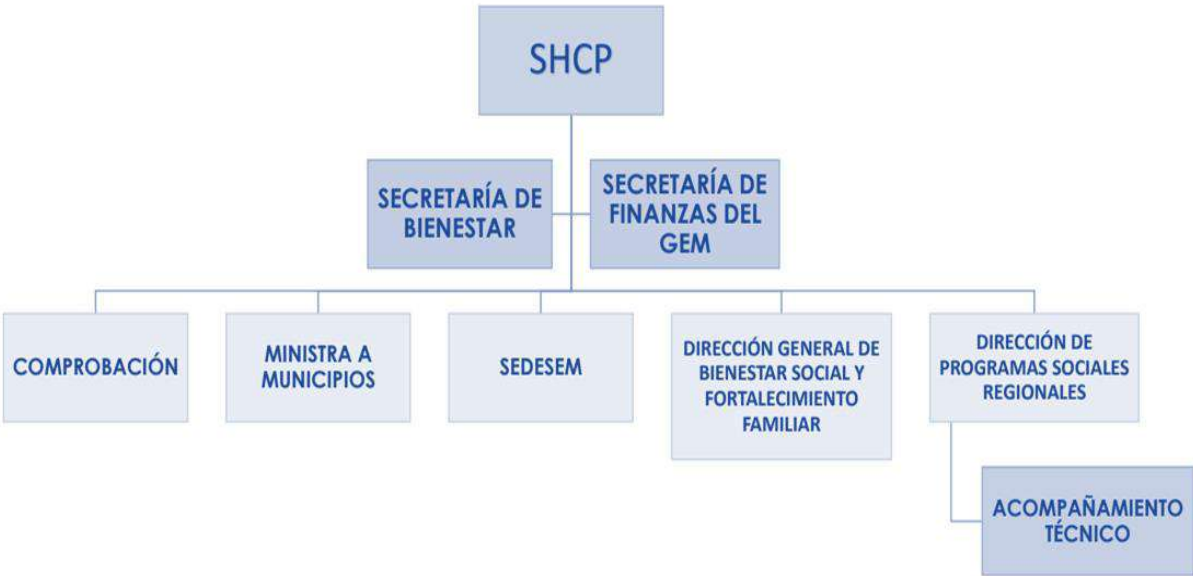 SHCP
SECRETARÍA DE
BIENESTAR
SECRETARÍA DE
FINANZAS DEL
GEM
COMPROBACIÓN
MINISTRA A
MUNICIPIOS
SEDESEM
DIRECCIÓN GENERAL DE
BIENESTAR SOCIAL Y
FORTALECIMIENTO
FAMILIAR
DIRECCIÓN DE
PROGRAMAS SOCIALES
REGIONALES
ACOMPAÑAMIENTO
TÉCNICO